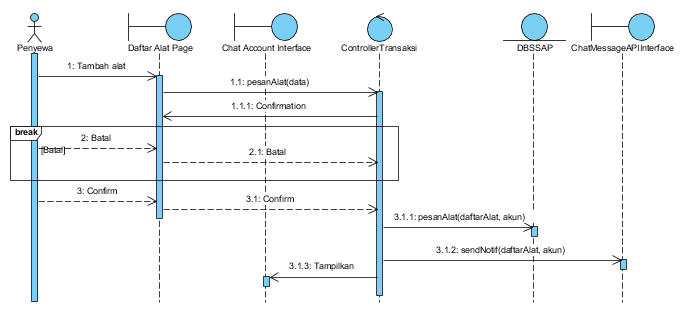 Penyewa
Daftar Alat Page
Chat Account Interface
ControllerTransaksi
DBSSAP
ChatMessageAPIInterface
1: Tambah alat
1.1: pesanAlat(data)
1.1.1: Confirmation
break
2: Batal
[Batal]
2.1: Batal
3: Confirm
3.1: Confirm
3.1.1: pesanAlat(daftarAlat, akun)
3.1.2: sendNotif(daftarAlat, akun)
3.1.3: Tampilkan